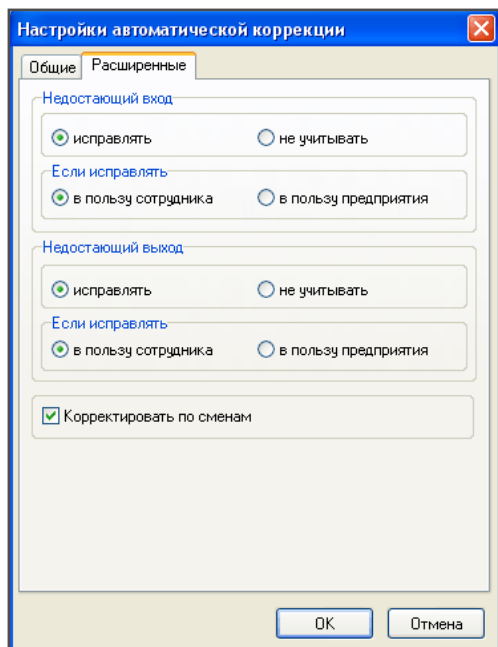 Настройки автоматической коррекции
Общие Расширенные
Недостающий вход
исправлять не учитывать
Если исправлять
в пользу сотрудника в пользу предприятия
Недостающий выход
исправлять не учитывать
Если исправлять
в пользу сотрудника в пользу предприятия
Корректировать по сменам
OK Отмена